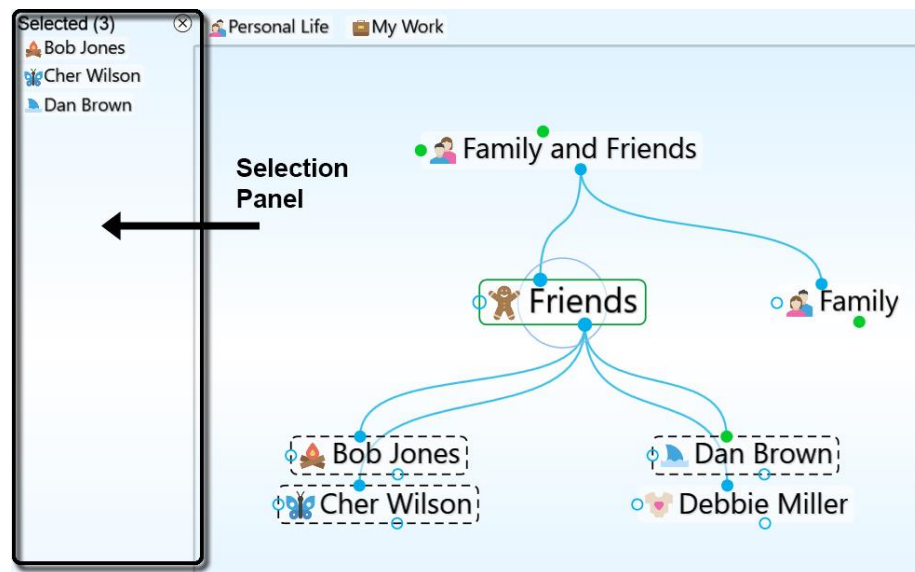 Selected (3)
Bob Jones
Cher Wilson
Dan Brown
Personal Life
My Work
Selection
Panel
Family and Friends
Friends
Family
Bob Jones
Dan Brown
Cher Wilson
Debbie Miller